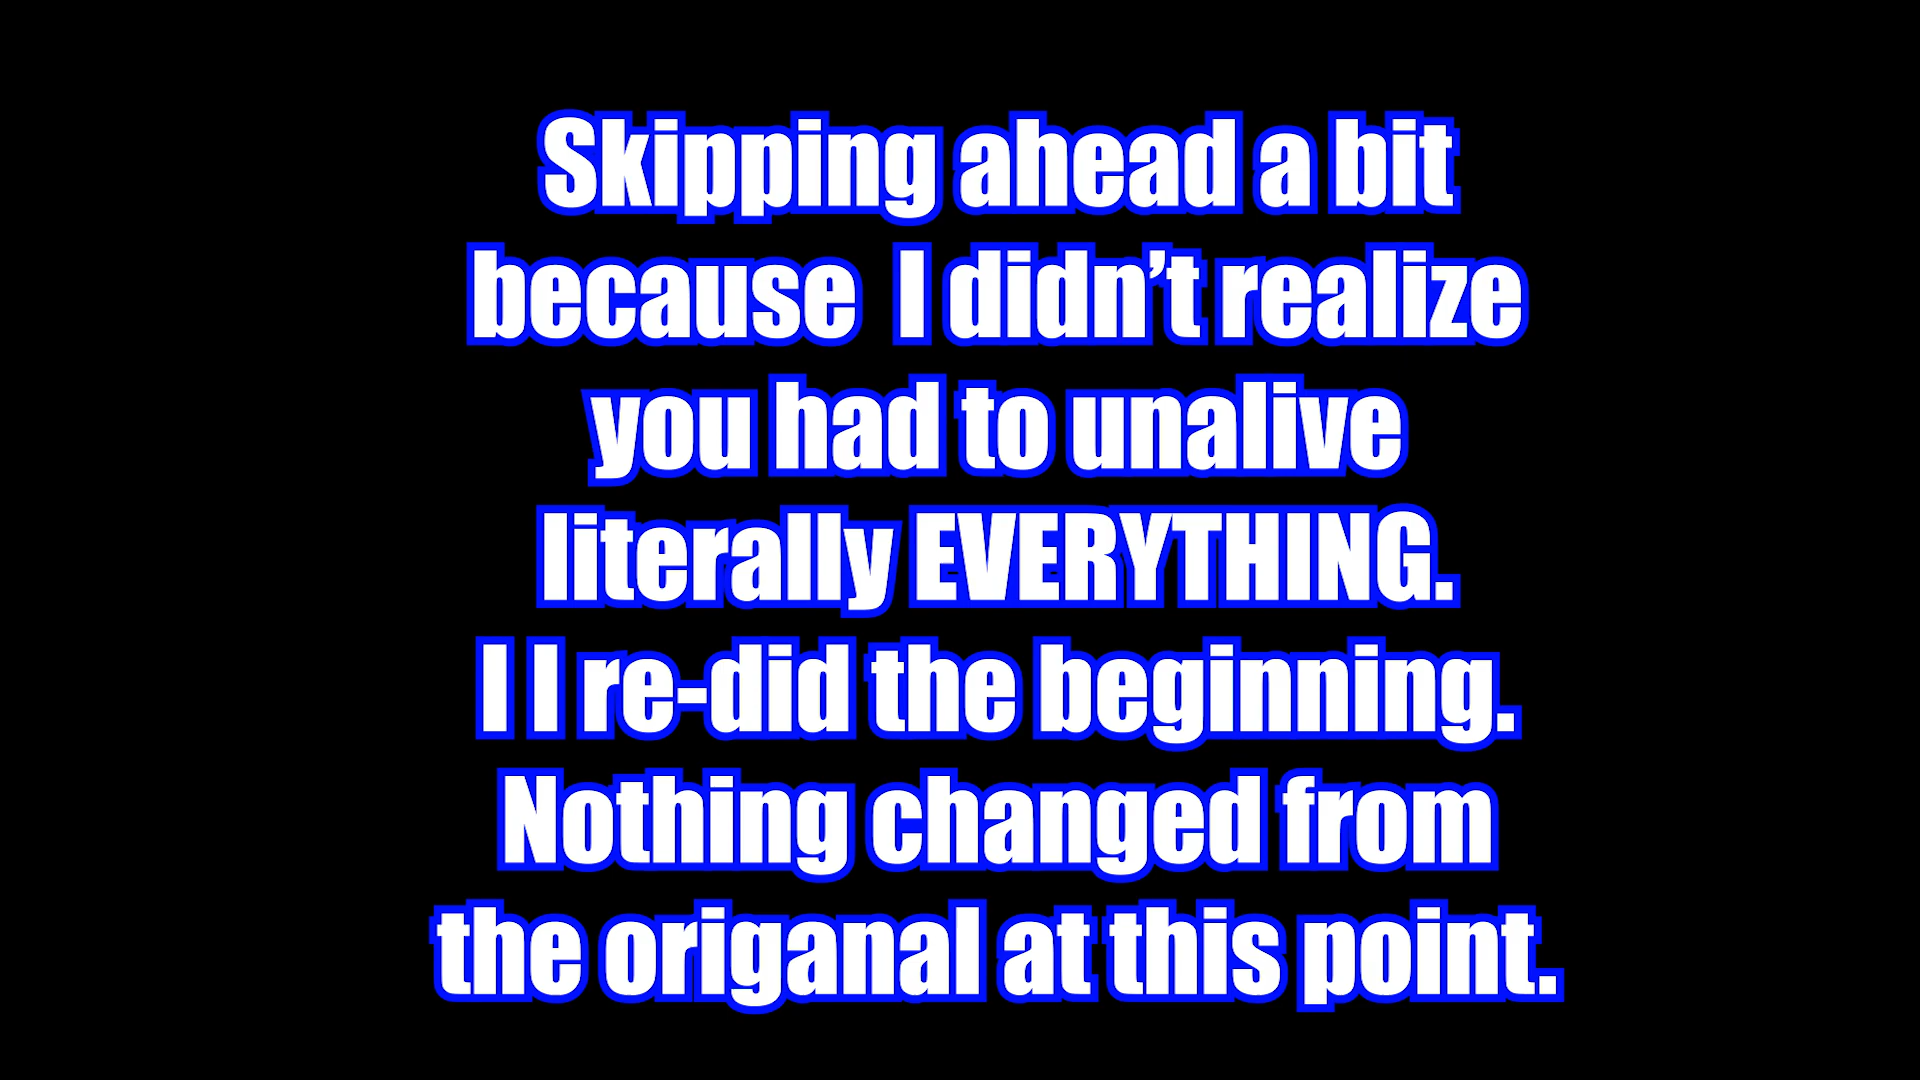 Skipping ahead a bit
because  I didn’t realize
you had to unalive
literally EVERYTHING.
I I re-did the beginning.
Nothing changed from
the origanal at this point.